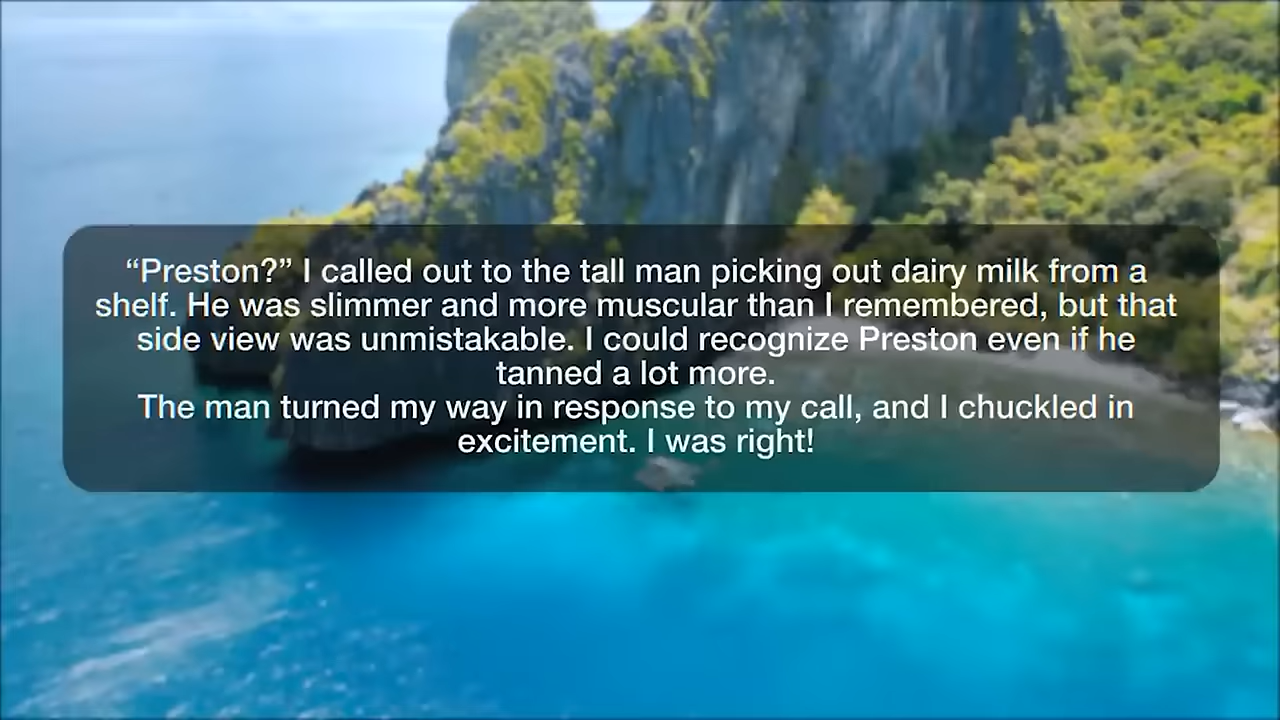 “Preston?” I called out to the tall man picking out dairy milk from a
shelf. He was slimmer and more muscular than I remembered, but that
side view was unmistakable. I could recognize Preston even if he
tanned a lot more.
The man turned my way in response to my call, and I chuckled in
excitement. I was right!